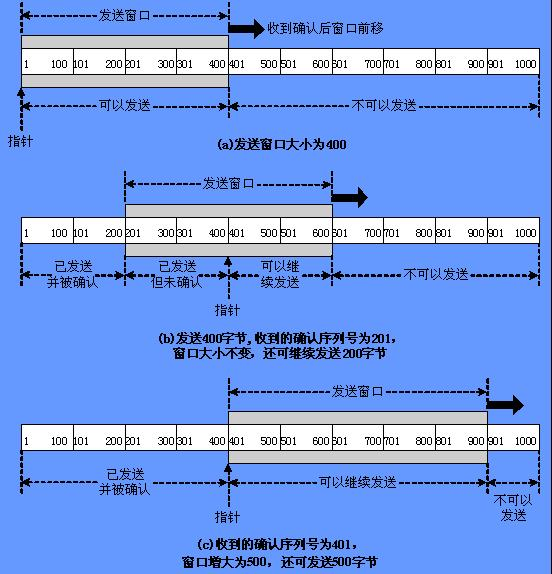 发送窗口
收到确认后窗口前移
1 100 101 200 201 300 301 400 401 500 501 600 601 700 701 800 801 900 901 1000
可以发送 不可以发送
指针
(a)发送窗口大小为400
发送窗口
1 100 101 200 201 300 301 400 401 500 501 600 601 700 701 800 801 900 901 1000
已发送 已发送 可以继 不可以发送
并被确认 但未确认 续发送
指针
(b)发送400字节,收到的确认序列号为201,
窗口大小不变，还可继续发送200字节
发送窗口
1 100 101 200 201 300 301 400 401 500 501 600 601 700 701 800 801 900 901 1000
已发送 可以继续发送 不可以
并被确认 发送
指针
(c)收到的确认序列号为401,
窗口增大为500，还可发送500字节